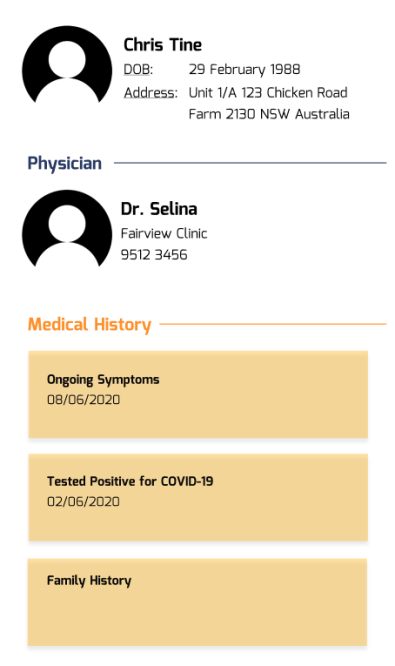 Chris Tine
DOB: 29 February 1988
Address: Unit 1/A 123 Chicken Road
Farm 2130 NSW Australia
Physician
Dr. Selina
Fairview Clinic
9512 3456
Medical History
Ongoing Symptoms
08/06/2020
Tested Positive for COVID-19
02/06/2020
Family History